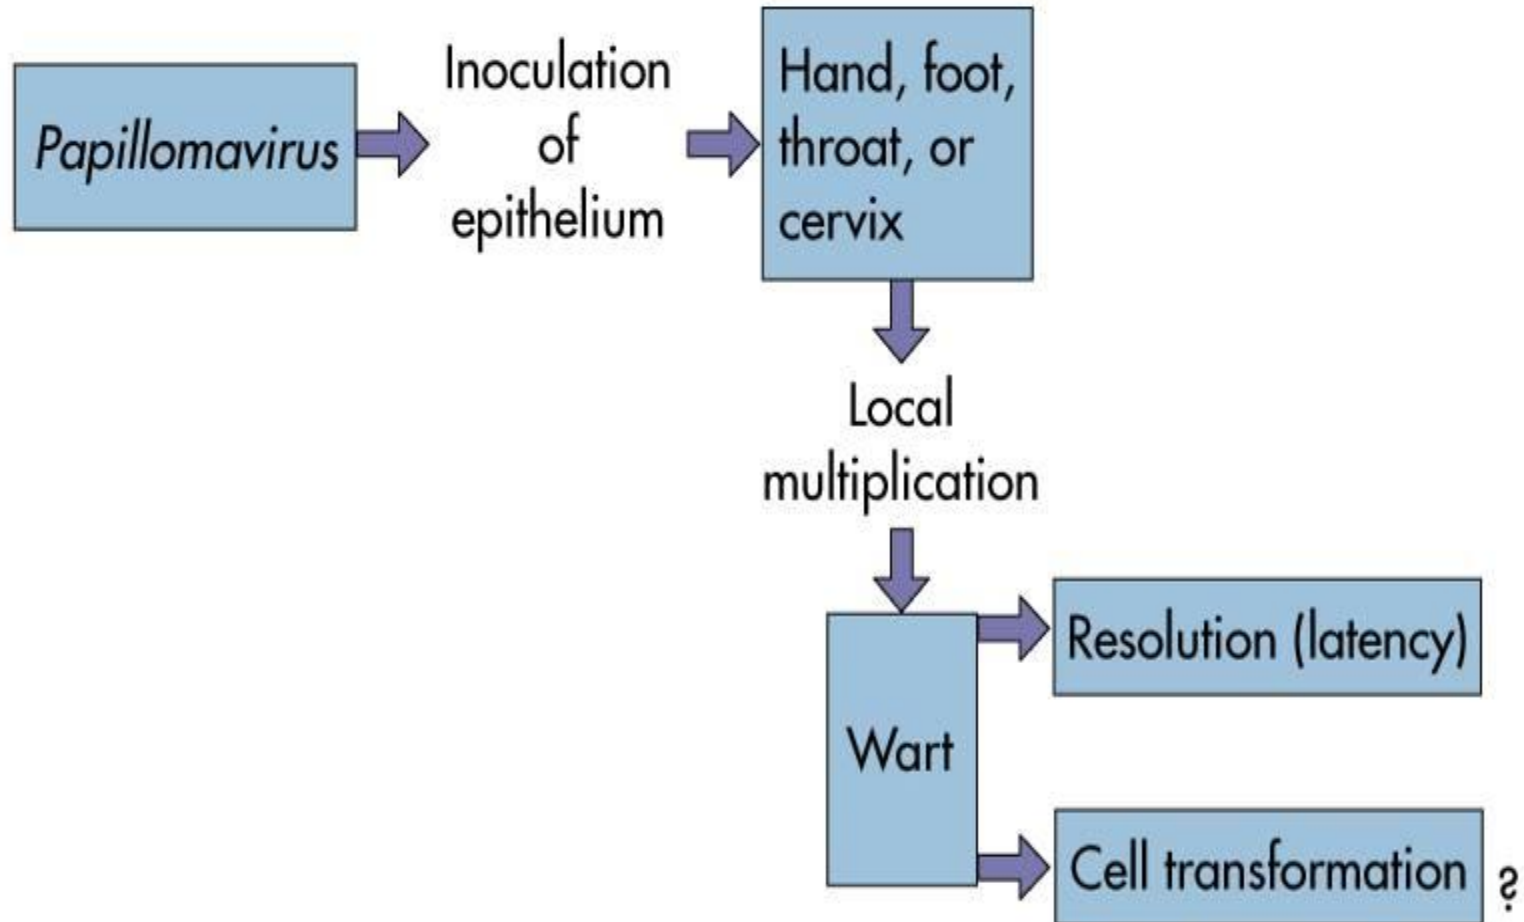 Papillomavirus
Inoculation
of
epithelium
Hand, foot,
throat, or
cervix
Local
multiplication
Wart
Resolution (latency)
Cell transformation
؟